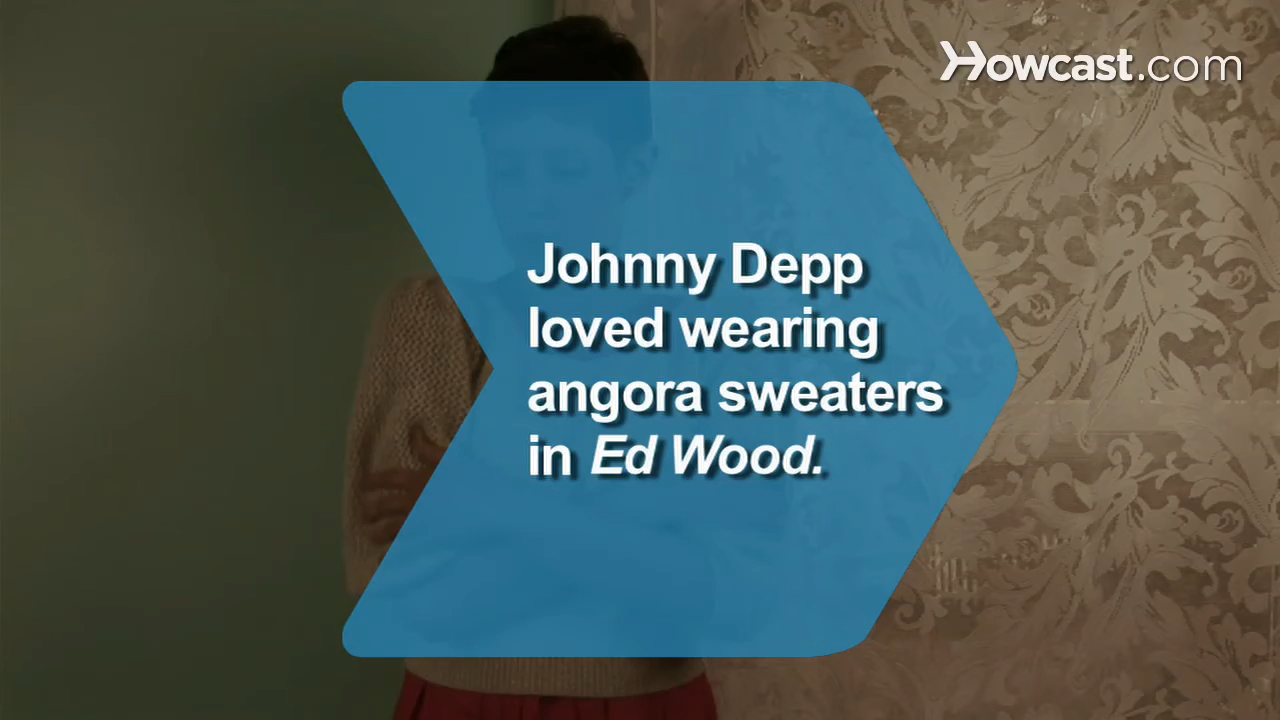 Howcast.com
Johnny Depp
loved wearing
angora sweaters
in Ed Wood.